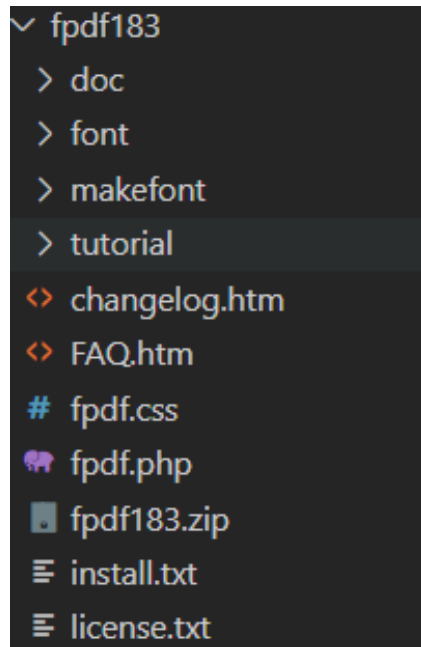 fpdf183
doc
font
makefont
tutorial
changelog.htm
FAQ.htm
fpdf.css
fpdf.php
fpdf183.zip
install.txt
license.txt